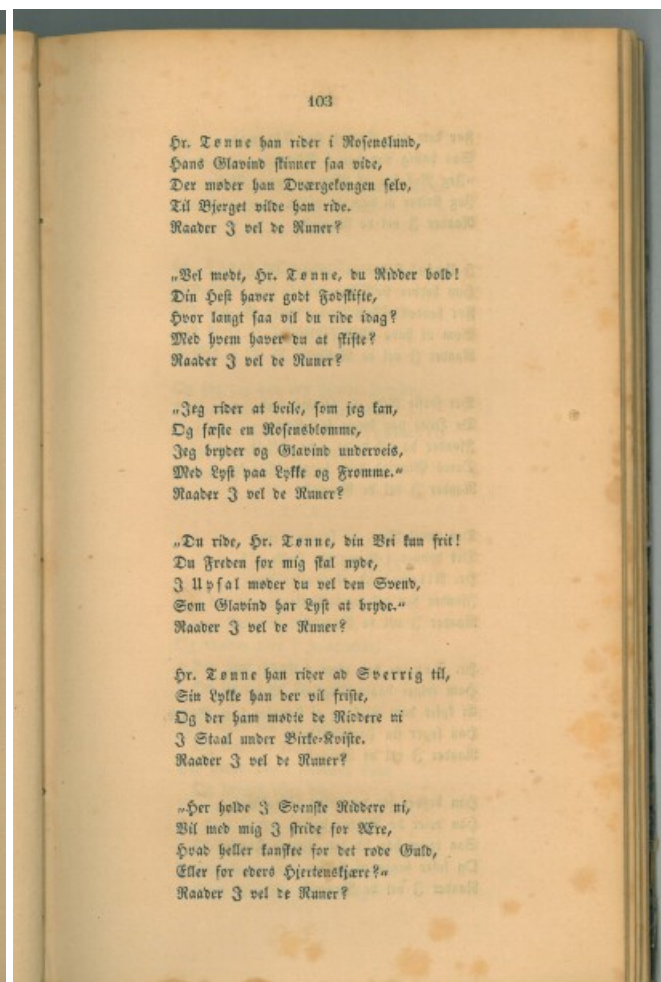 103
Hr. Tønne han rider i Rosenslund,
Hans Glavind skinner saa vide,
Der møder han Dværgekongen selv,
Til Bjerget vilde han ride.
Raader I vel de Runer?
„Vel mødt, Hr. Tønne, du Ridder bold!
Din Hest haver godt Fodskifte,
Hvor langt saa vil du ride idag?
Med hvem haver du at skifte?
Raader I vel de Runer?
„Jeg rider at beile, som jeg kan,
Og fæste en Rosensblomme,
Jeg bryder og Glavind underveis,
Med Lyst paa Lykke og Fromme.“
Raader I vel de Runer?
„Du ride, Hr. Tønne, din Vei kun frit!
Du Freden for mig skal nyde,
I Upsal møder du vel den Svend,
Som Glavind har Lyst at bryde.“
Raader I vel de Runer?
Hr. Tønne han rider ad Sverrig til,
Sin Lykke han der vil friste,
Og der ham mødte de Riddere ni
I Staal under Birke-Kviste.
Raader I vel de Runer?
„Her holde I Svenske Riddere ni,
Vil med mig I stride for Ære,
Hvad heller kanskee for det røde Guld,
Eller for eders Hjertenskjære?“
Raader I vel de Runer?